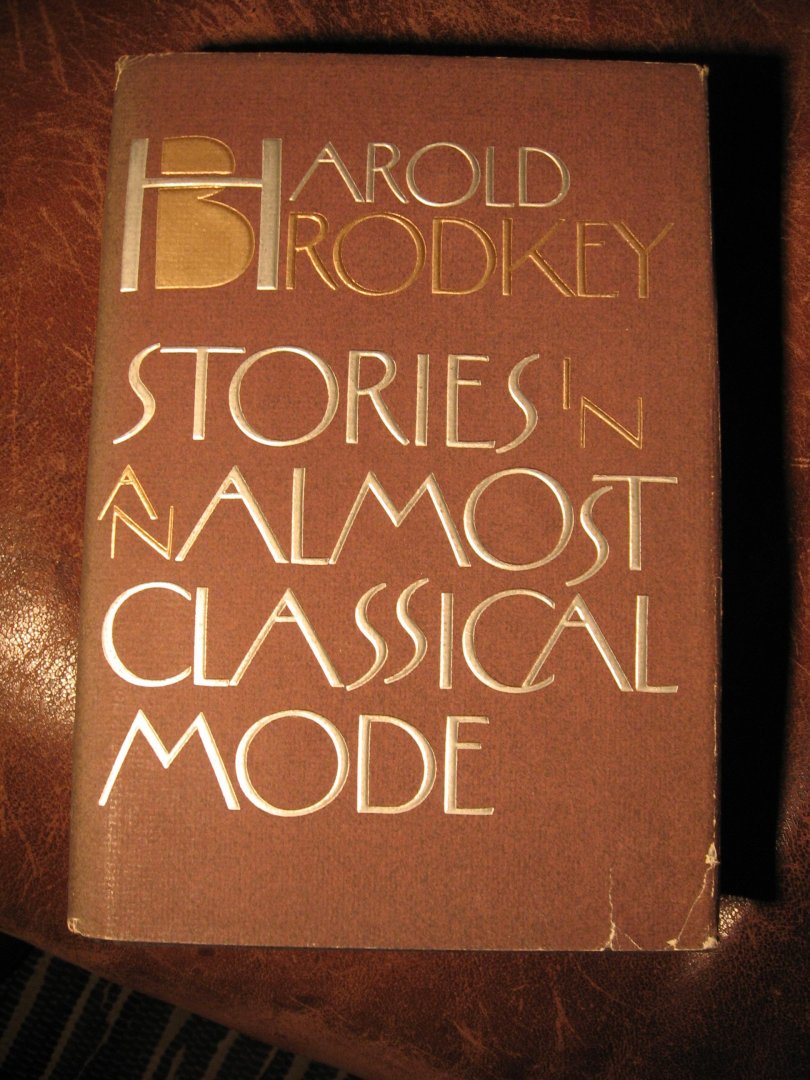 HAROLD
BRODKEY
STORIES IN
AN ALMOST
CLASSICAL
MODE